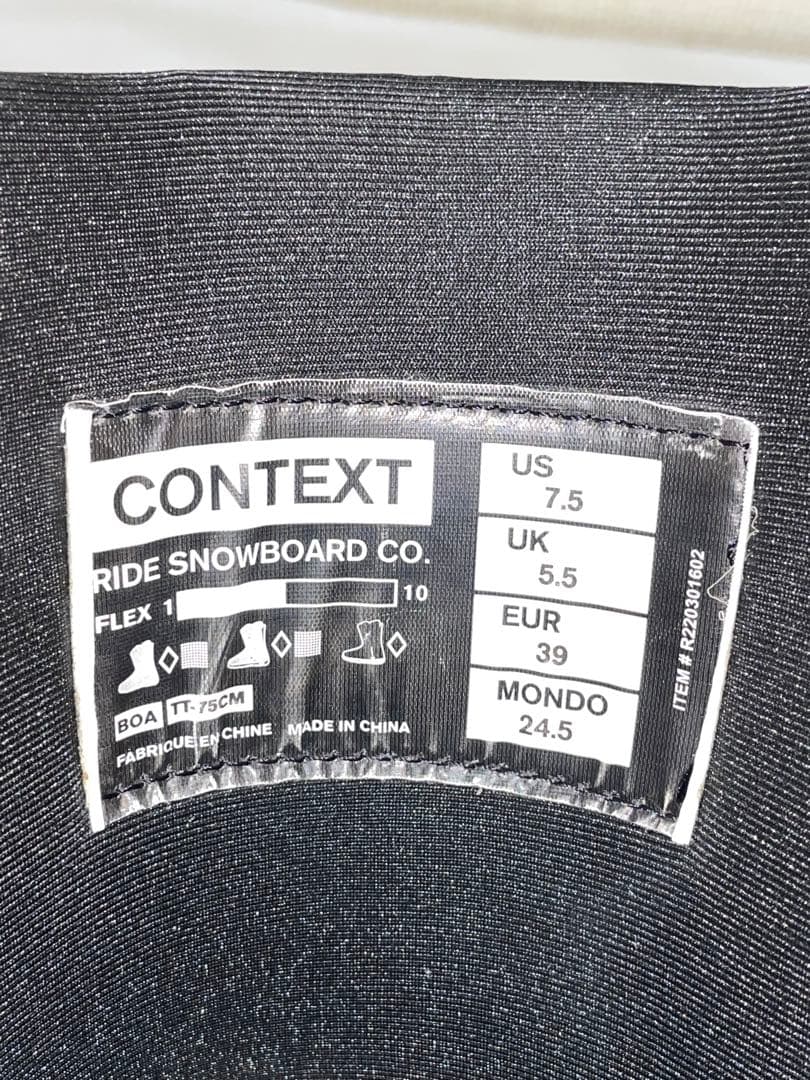 CONTEXT
RIDE SNOWBOARD CO.
FLEX 1 10
BOA TT-75CM
FABRIQUE EN CHINE MADE IN CHINA
US
7.5
UK
5.5
EUR
39
MONDO
24.5
ITEM # R220301602